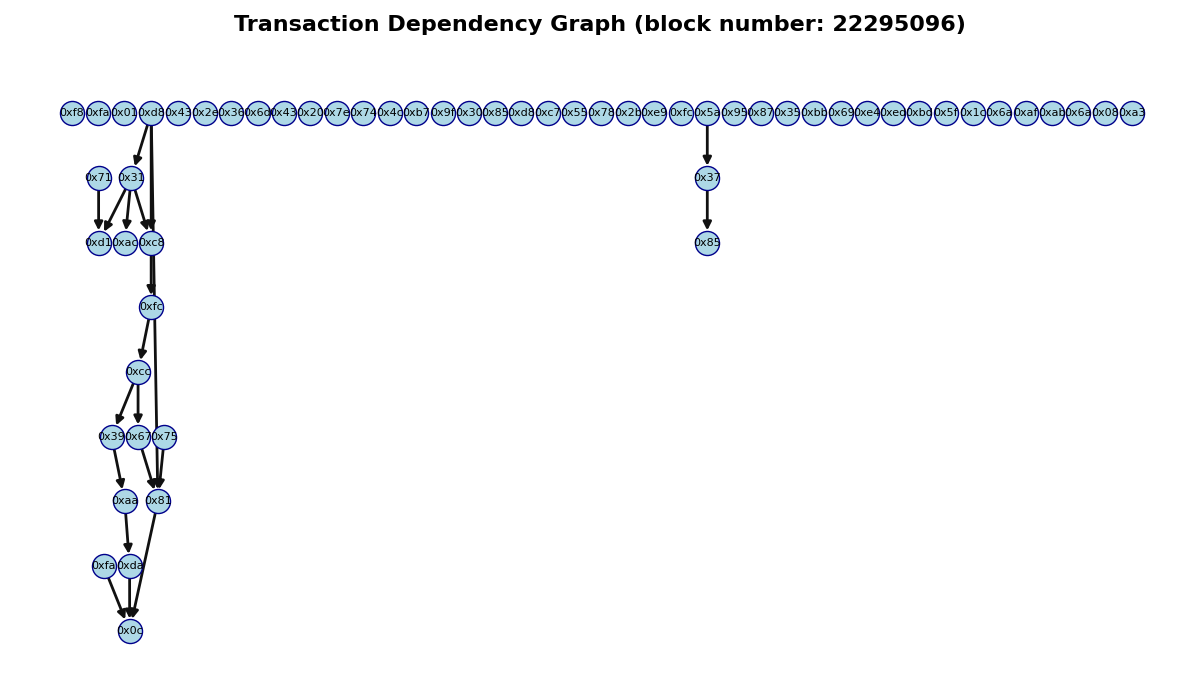 Transaction Dependency Graph (block number: 22295096)
0xf8 0xfa 0x01 0xd8 0x43 0x2e 0x36 0x6d 0x43 0x20 0x7e 0x74 0x4c 0xb7 0x9f 0x30 0x85 0xd8 0xc7 0x55 0x78 0x2b 0xe9 0xfc 0x5a 0x95 0x87 0x35 0xbb 0x69 0xe4 0xed 0xbd 0x5f 0x1c 0x6a 0xaf 0xab 0x6a 0x08 0xa3
0x71 0x31 0x37
0xd1 0xac 0xc8 0x85
0xfc
0xcc
0x39 0x67 0x75
0xaa 0x81
0xfa 0xda
0x0c